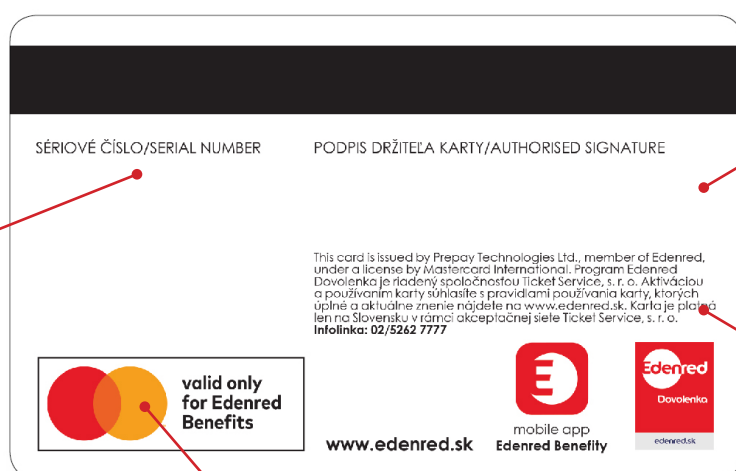 SÉRIOVÉ ČÍSLO/SERIAL NUMBER
PODPIS DRŽITEĽA KARTY/AUTHORISED SIGNATURE
This card is issued by Prepay Technologies Ltd., member of Edenred,
under a license by Mastercard International. Program Edenred
Dovolenka je riadený spoločnosťou Ticket Service, s. r. o. Aktiváciou
a používaním karty súhlasíte s pravidlami používania karty, ktorých
úplné a aktuálne znenie nájdete na www.edenred.sk. Karta je platná
len na Slovensku v rámci akceptačnej siete Ticket Service, s. r. o.
Infolinka: 02/5262 7777
valid only
for Edenred
Benefits
www.edenred.sk
mobile app
Edenred Benefity
Edenred
Dovolenka
edenred.sk